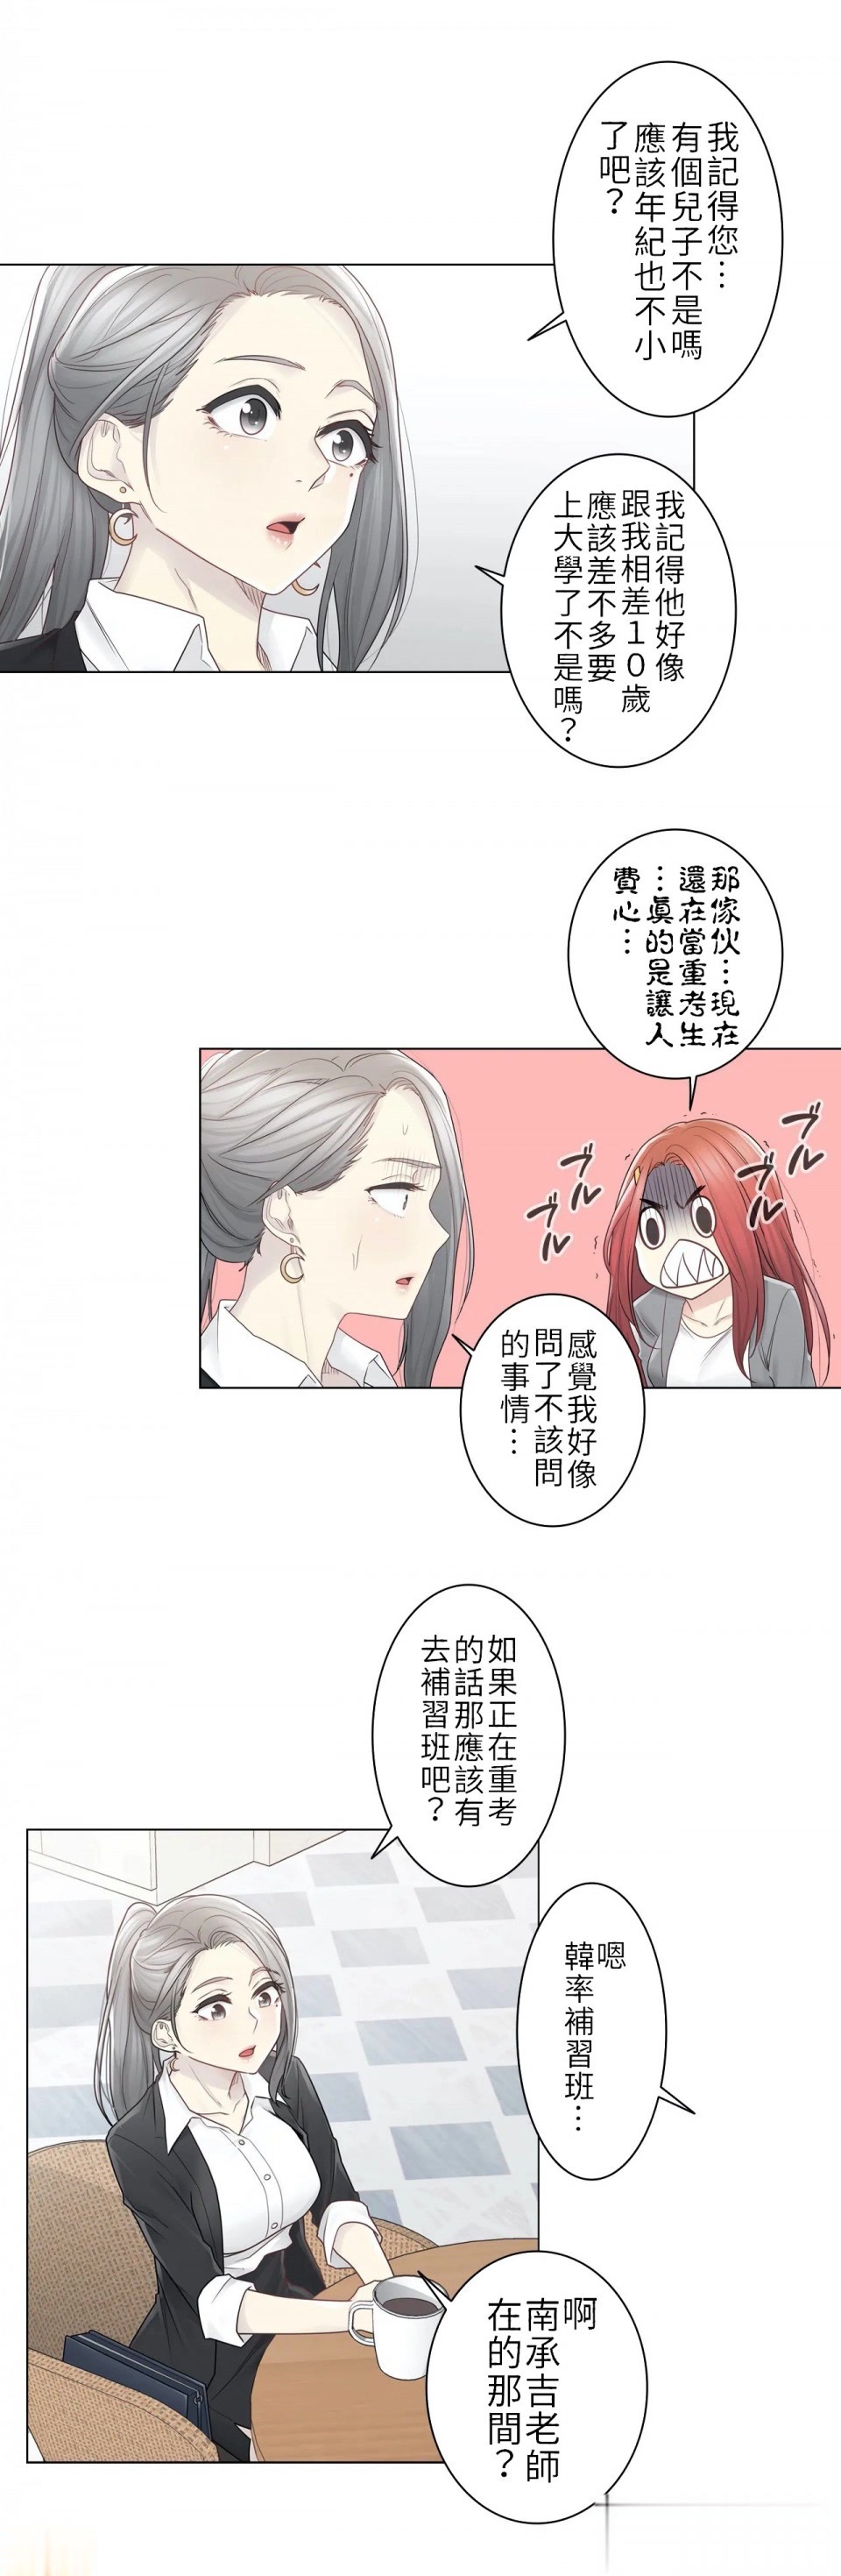 我記得您…
有個兒子不是嗎
應該年紀也不小
了吧？
我記得他好像
跟我相差10歲
應該差不多要
上大學了不是嗎？
那傢伙…現在
還在當重考生
…真的是讓人
費心…
ブル
ブル
ブル
ブル
感覺我好像
問了不該問
的事情…
如果正在重考
的話那應該有
去補習班吧？
嗯
韓率補習班…
啊
南承吉老師
在的那間？